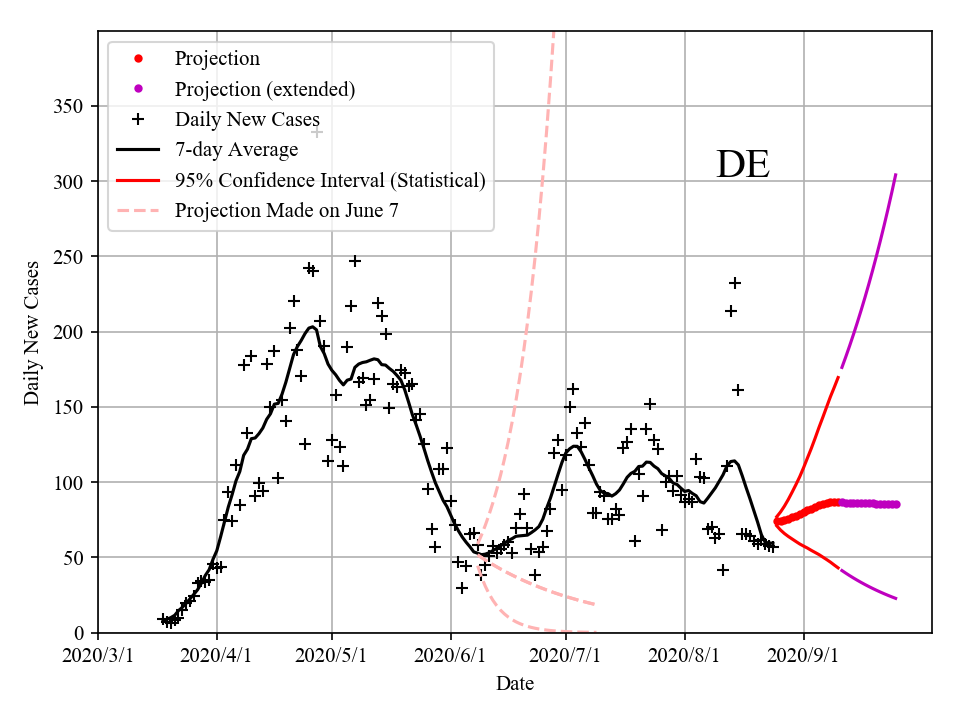 Projection
Projection (extended)
Daily New Cases
7-day Average
95% Confidence Interval (Statistical)
Projection Made on June 7
DE
350
300
250
200
150
100
50
0
Daily New Cases
2020/3/1 2020/4/1 2020/5/1 2020/6/1 2020/7/1 2020/8/1 2020/9/1
Date